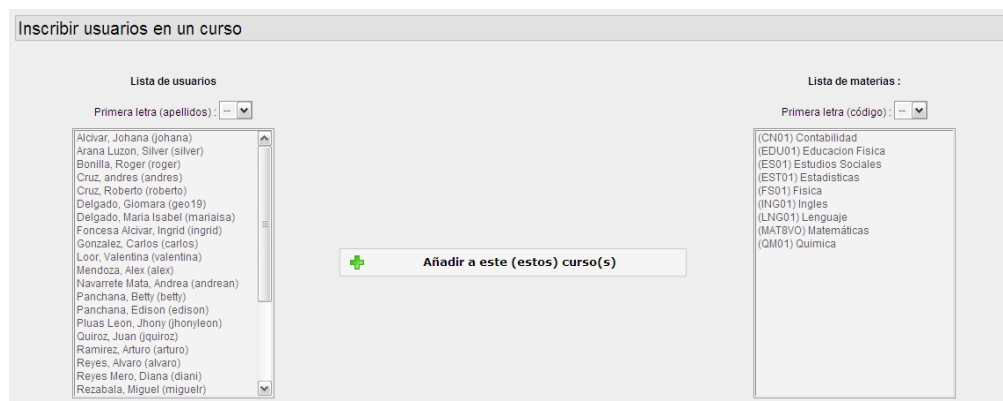 Inscribir usuarios en un curso
Lista de usuarios
Primera letra (apellidos) : --
Alcivar, Johana (johana)
Arana Luzon, Silver (silver)
Bonilla, Roger (roger)
Cruz, andres (andres)
Cruz, Roberto (roberto)
Delgado, Giomara (geo19)
Delgado, Maria Isabel (mariaisa)
Foncesa Alcivar, Ingrid (ingrid)
Gonzalez, Carlos (carlos)
Loor, Valentina (valentina)
Mendoza, Alex (alex)
Navarrete Mata, Andrea (andrean)
Panchana, Betty (betty)
Panchana, Edison (edison)
Pluas Leon, Jhony (jhonyleon)
Quiroz, Juan (jquiroz)
Ramirez, Arturo (arturo)
Reyes, Alvaro (alvaro)
Reyes Mero, Diana (diani)
Rezabala, Miguel (miguelr)
Añadir a este (estos) curso(s)
Lista de materias :
Primera letra (código) : --
(CN01) Contabilidad
(EDU01) Educacion Fisica
(ES01) Estudios Sociales
(EST01) Estadisticas
(FS01) Fisica
(ING01) Ingles
(LNG01) Lenguaje
(MAT8VO) Matemáticas
(QM01) Quimica